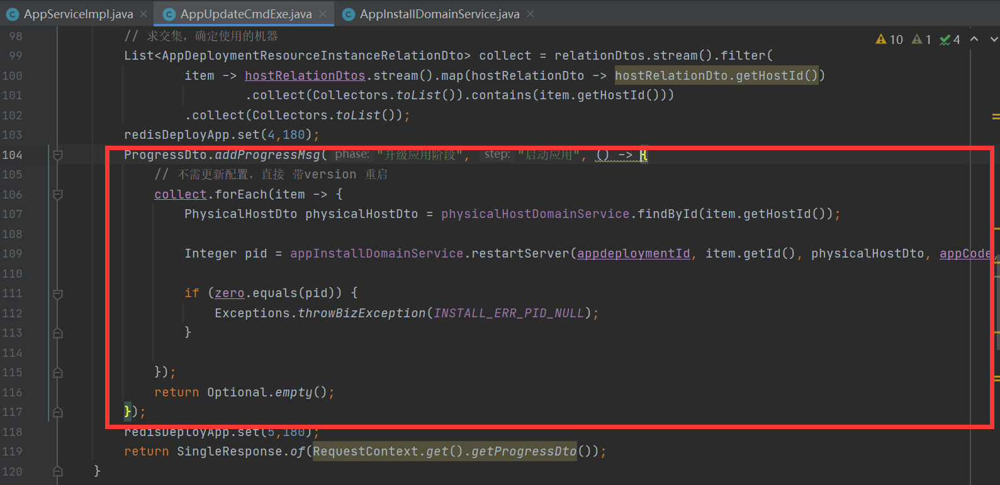 AppServiceImpl.java AppUpdateCmdExe.java AppInstallDomainService.java
98 // 求交集，确定使用的机器 10 1 4
99 List<AppDeploymentResourceInstanceRelationDto> collect = relationDtos.stream().filter(
100 item -> hostRelationDtos.stream().map(hostRelationDto -> hostRelationDto.getHostId())
101 .collect(Collectors.toList()).contains(item.getHostId()))
102 .collect(Collectors.toList());
103 redisDeployApp.set(4,180);
104 ProgressDto.addProgressMsg( phase: "升级应用阶段", step: "启动应用", () -> {
105 // 不需更新配置，直接 带version 重启
106 collect.forEach(item -> {
107 PhysicalHostDto physicalHostDto = physicalHostDomainService.findById(item.getHostId());
108
109 Integer pid = appInstallDomainService.restartServer(appdeploymentId, item.getId(), physicalHostDto, appCode,
110
111 if (zero.equals(pid)) {
112 Exceptions.throwBizException(INSTALL_ERR_PID_NULL);
113 }
114
115 });
116 return Optional.empty();
117 });
118 redisDeployApp.set(5,180);
119 return SingleResponse.of(RequestContext.get().getProgressDto());
120 }